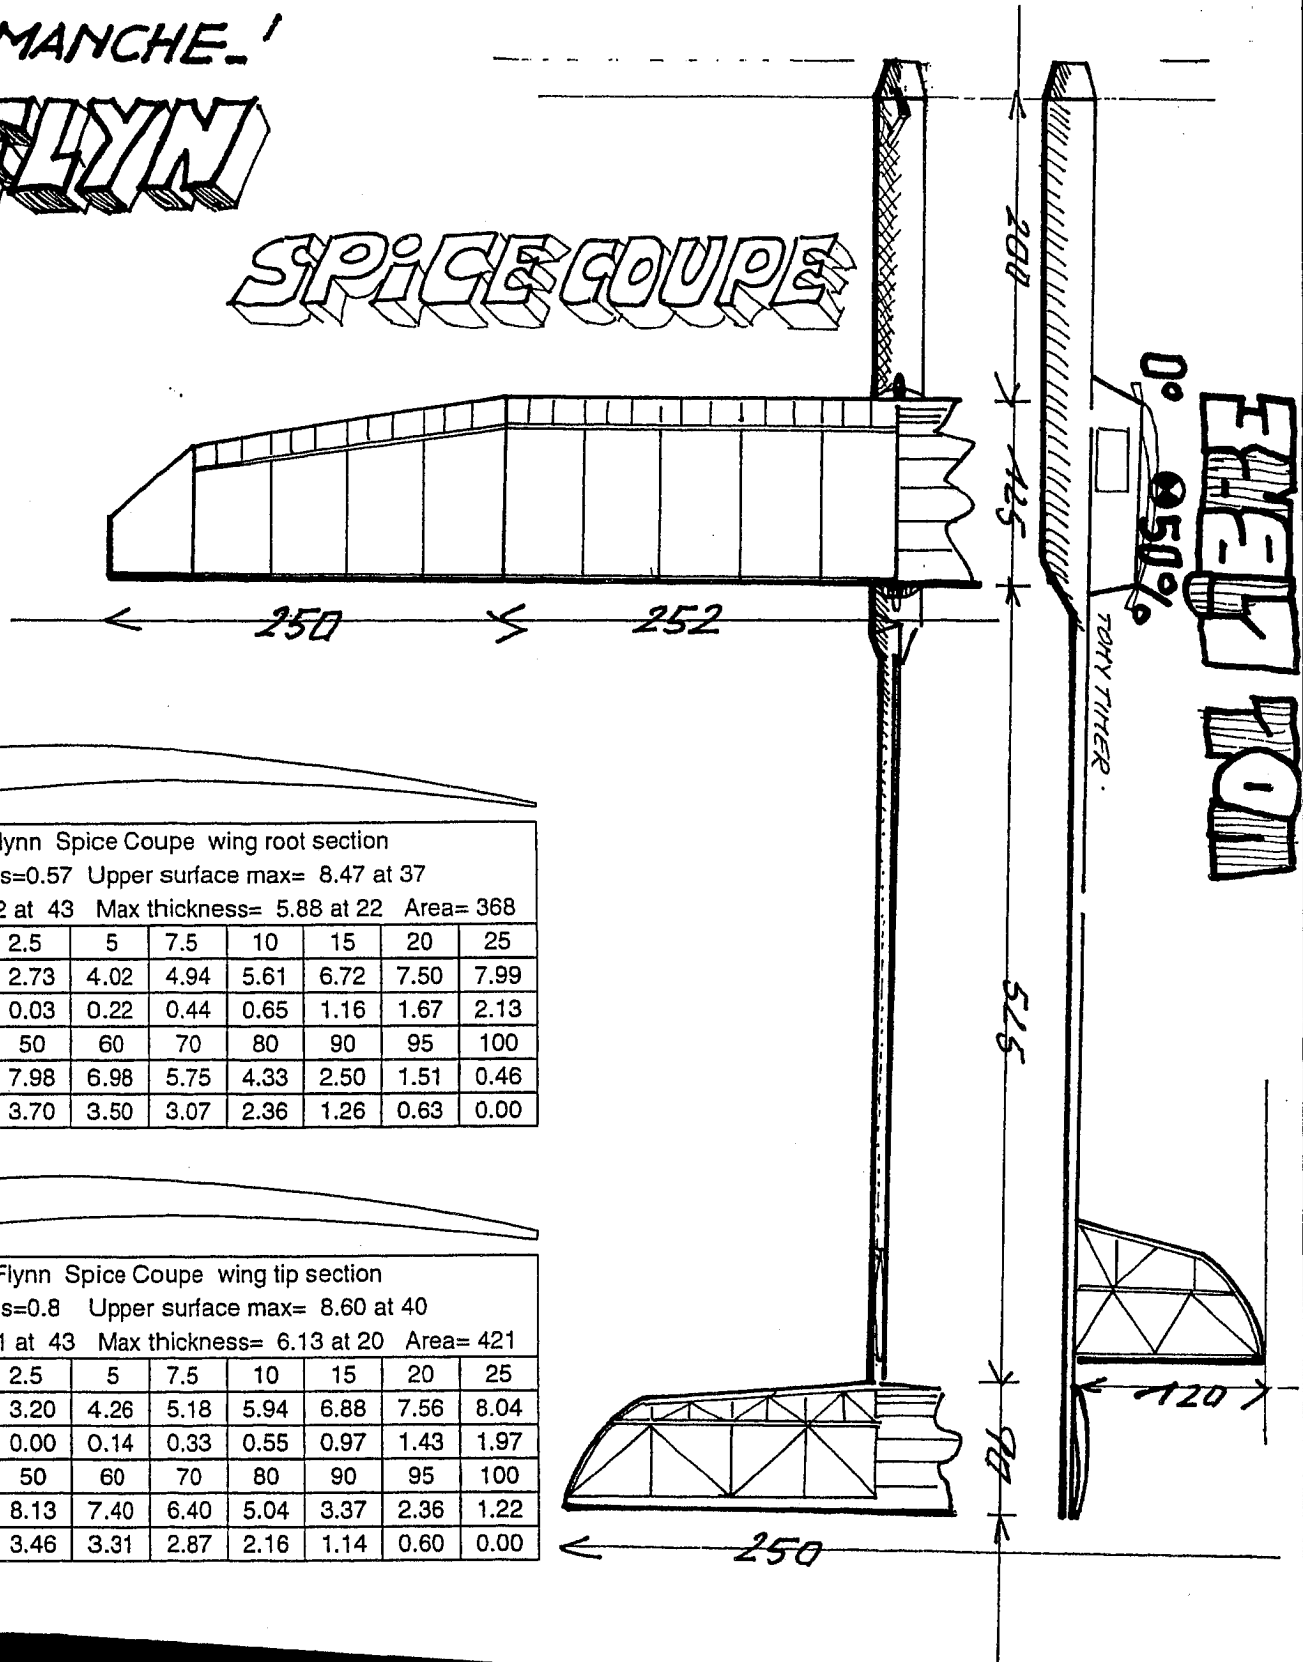 MANCHE_'
LYN
SPiCE COUPE
200
125
0°
50%
TOMY TIMER.
250
252
lynn Spice Coupe wing root section
s=0.57 Upper surface max= 8.47 at 37
2 at 43 Max thickness= 5.88 at 22 Area= 368
2.5 5 7.5 10 15 20 25
2.73 4.02 4.94 5.61 6.72 7.50 7.99
0.03 0.22 0.44 0.65 1.16 1.67 2.13
50 60 70 80 90 95 100
7.98 6.98 5.75 4.33 2.50 1.51 0.46
3.70 3.50 3.07 2.36 1.26 0.63 0.00
Flynn Spice Coupe wing tip section
s=0.8 Upper surface max= 8.60 at 40
1 at 43 Max thickness= 6.13 at 20 Area= 421
2.5 5 7.5 10 15 20 25
3.20 4.26 5.18 5.94 6.88 7.56 8.04
0.00 0.14 0.33 0.55 0.97 1.43 1.97
50 60 70 80 90 95 100
8.13 7.40 6.40 5.04 3.37 2.36 1.22
3.46 3.31 2.87 2.16 1.14 0.60 0.00
120
90
250